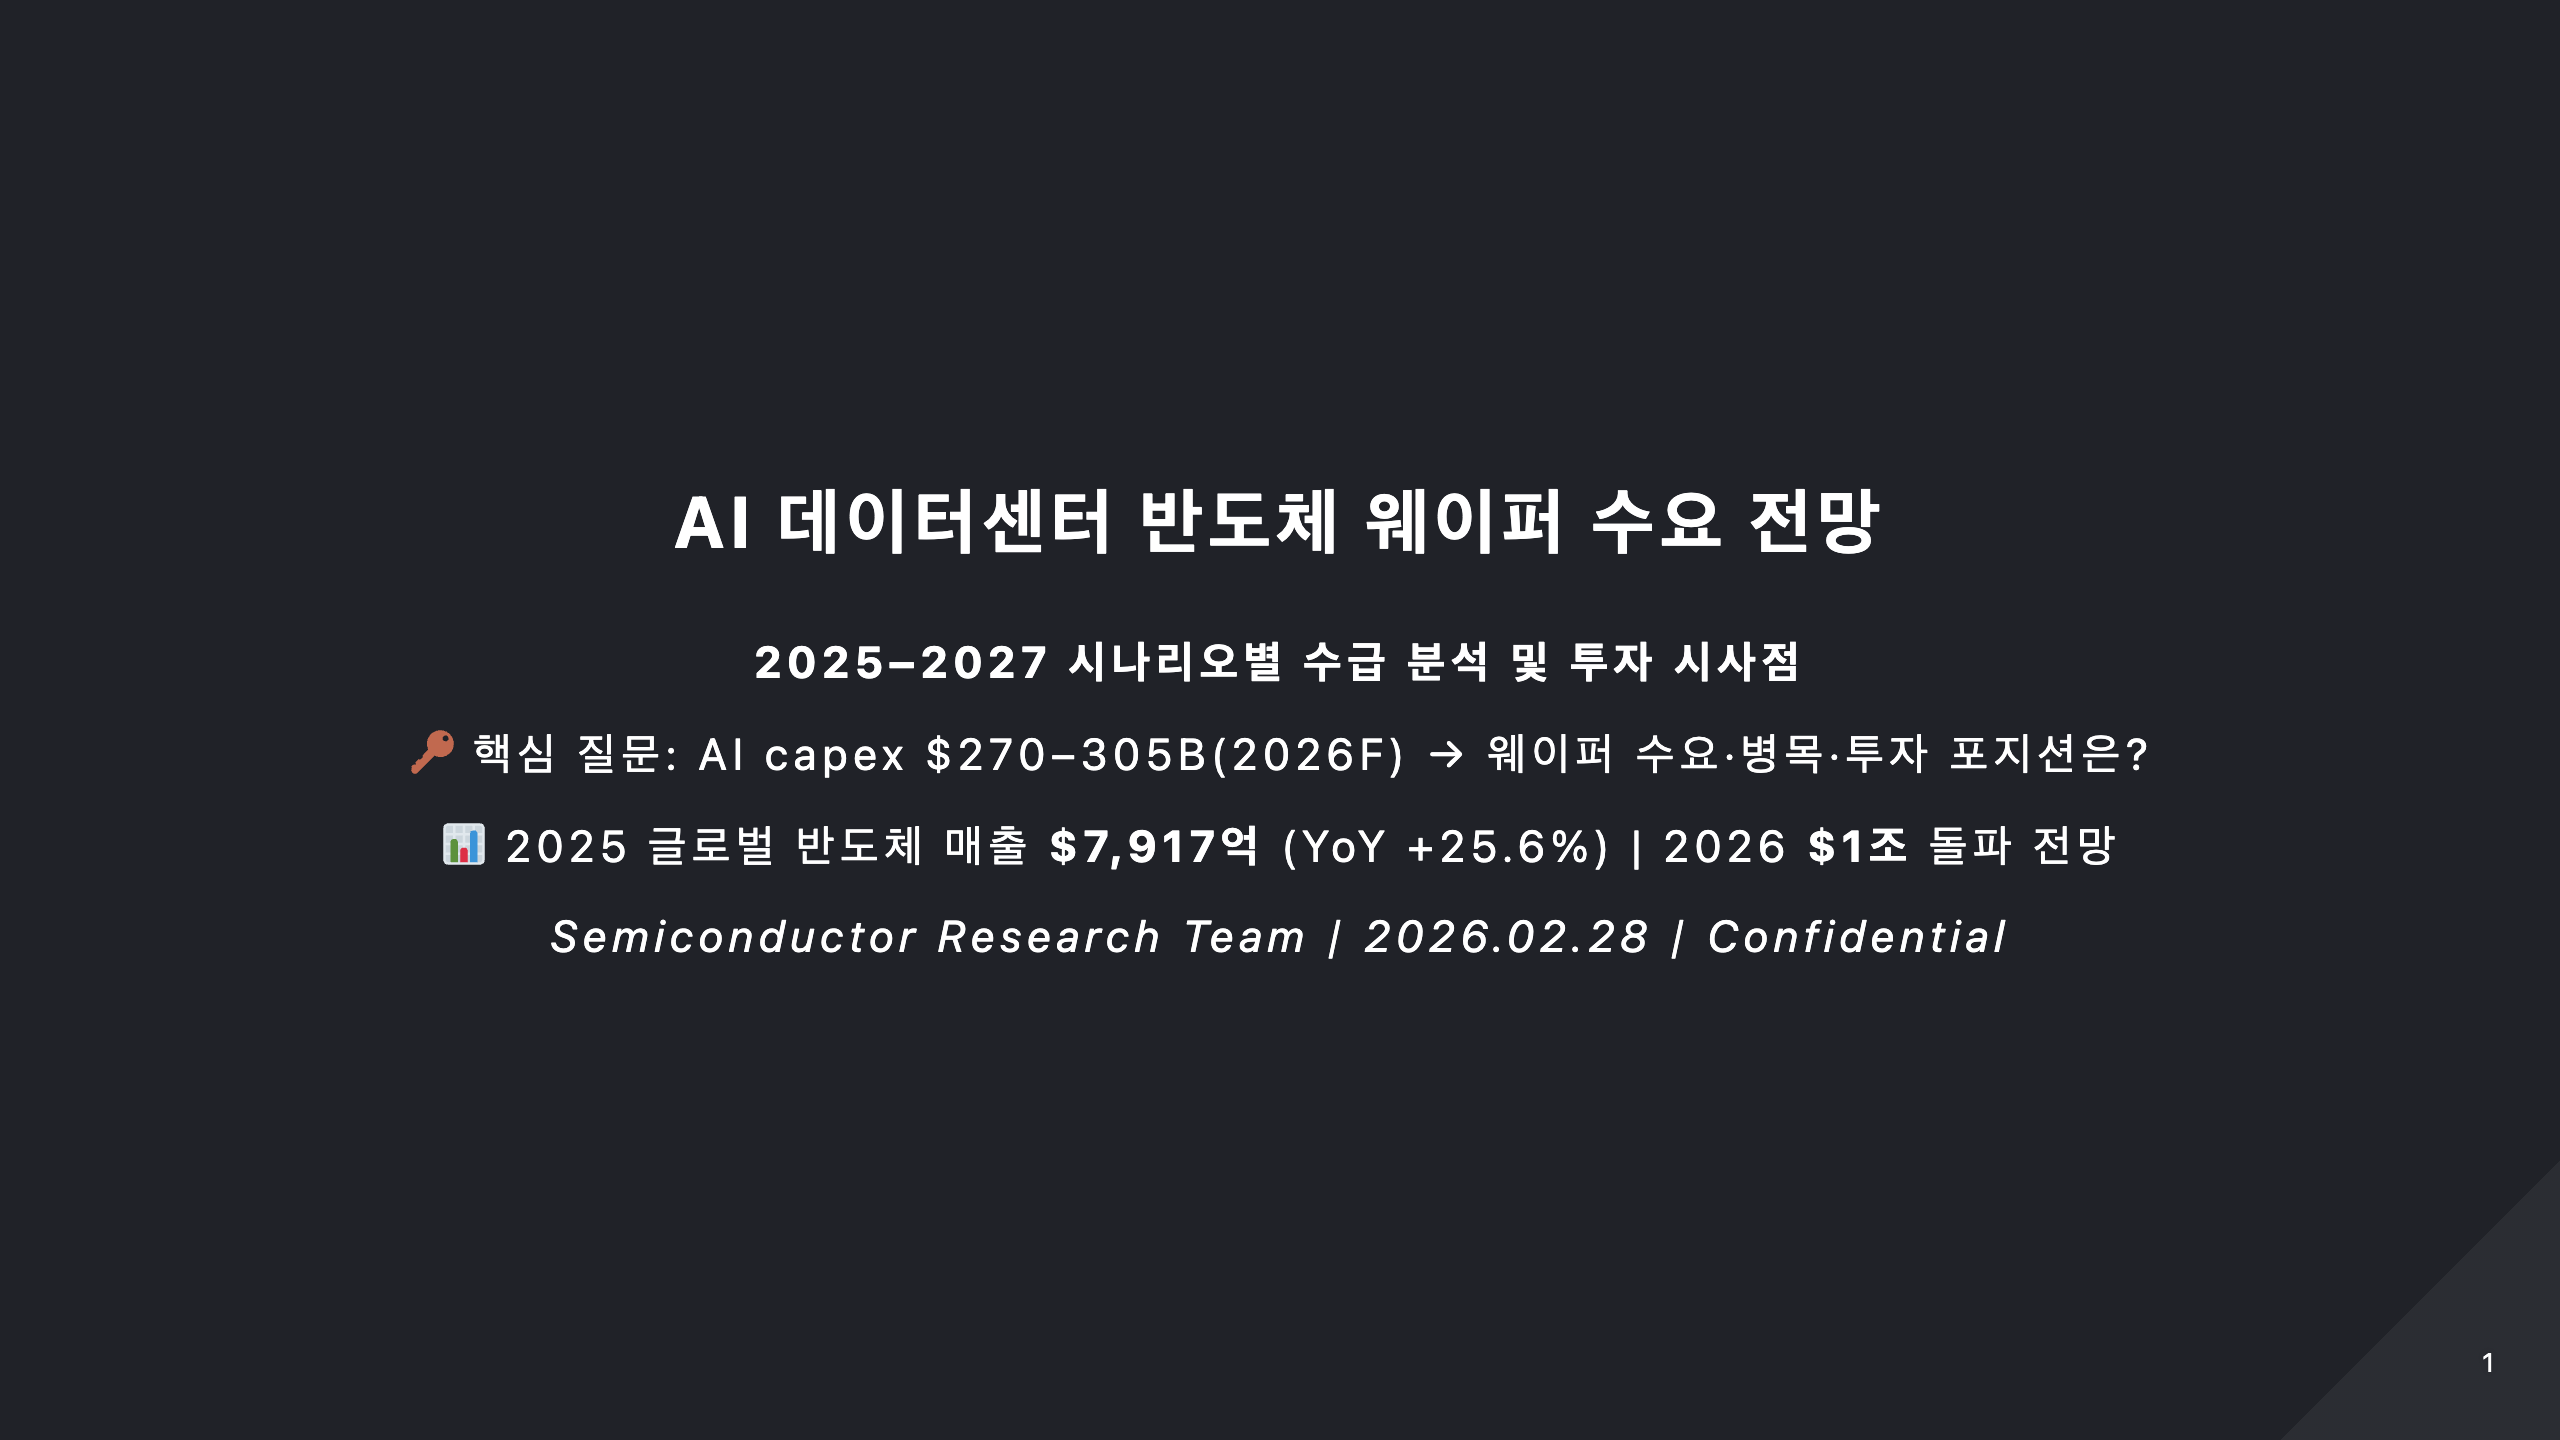 AI 데이터센터 반도체 웨이퍼 수요 전망
2025–2027 시나리오별 수급 분석 및 투자 시사점
🔑 핵심 질문: AI capex $270–305B(2026F) → 웨이퍼 수요·병목·투자 포지션은?
📊 2025 글로벌 반도체 매출 $7,917억 (YoY +25.6%) | 2026 $1조 돌파 전망
Semiconductor Research Team | 2026.02.28 | Confidential
1